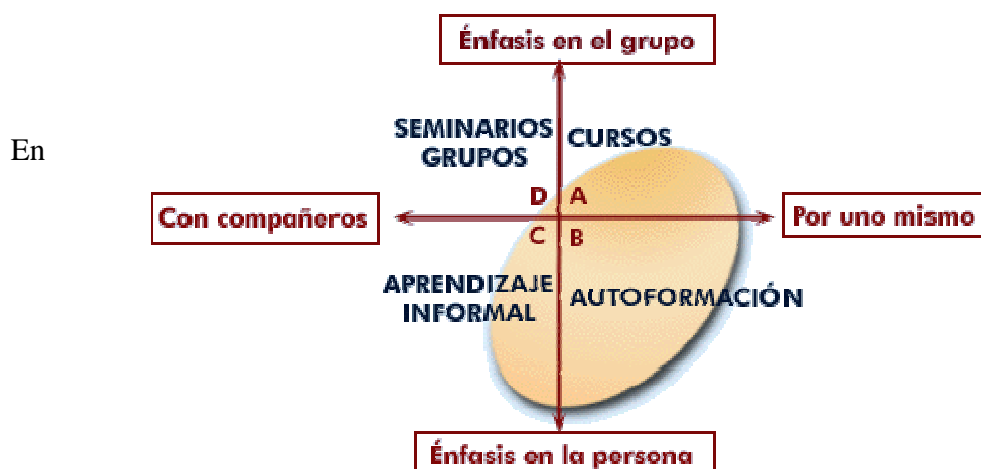 Énfasis en el grupo
En
SEMINARIOS
GRUPOS
CURSOS
D A
Con compañeros
Por uno mismo
C B
APRENDIZAJE
INFORMAL
AUTOFORMACIÓN
Énfasis en la persona